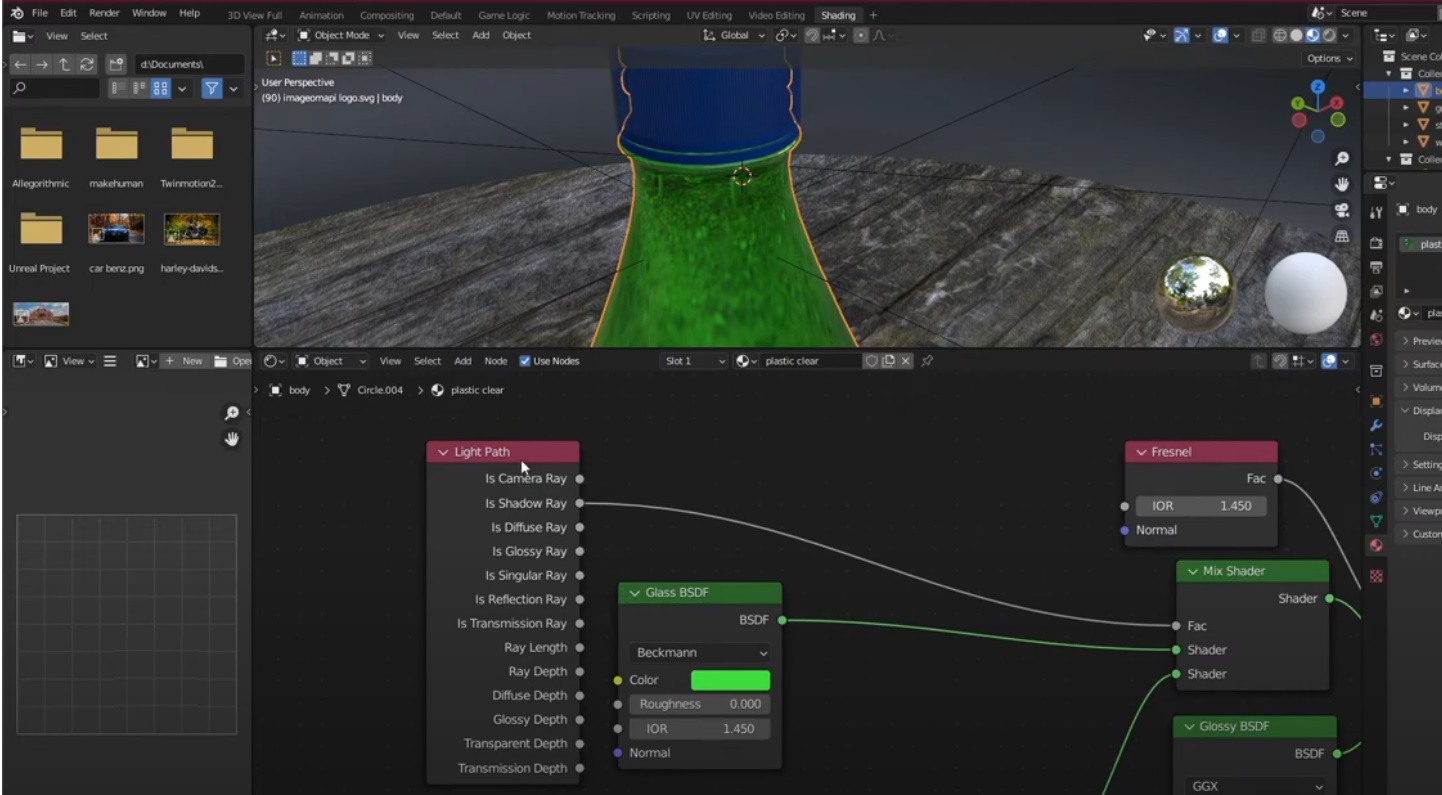 File Edit Render Window Help 3D View Full Animation Compositing Default Game Logic Motion Tracking Scripting UV Editing Video Editing Shading + Scene
View Select
Object Mode View Select Add Object Global
d:\Documents\
Options
User Perspective
(90) imageomapi logo.svg | body
Scene Col
Collec
Collec
Allegorithmic makehuman Twinmotion2...
Unreal Project car benz.png harley-davids...
body
plast
plas
Preview
Surface
Volum
Displa
Disp
Setting
Line A
Viewp
Custon
View + New Ope
Object View Select Add Node Use Nodes Slot 1 plastic clear
body > Circle.004 > plastic clear
Light Path
Is Camera Ray
Is Shadow Ray
Is Diffuse Ray
Is Glossy Ray
Is Singular Ray
Is Reflection Ray
Is Transmission Ray
Ray Length
Ray Depth
Diffuse Depth
Glossy Depth
Transparent Depth
Transmission Depth
Glass BSDF
BSDF
Beckmann
Color
Roughness 0.000
IOR 1.450
Normal
Fresnel
Fac
IOR 1.450
Normal
Mix Shader
Shader
Fac
Shader
Shader
Glossy BSDF
BSDF
GGX